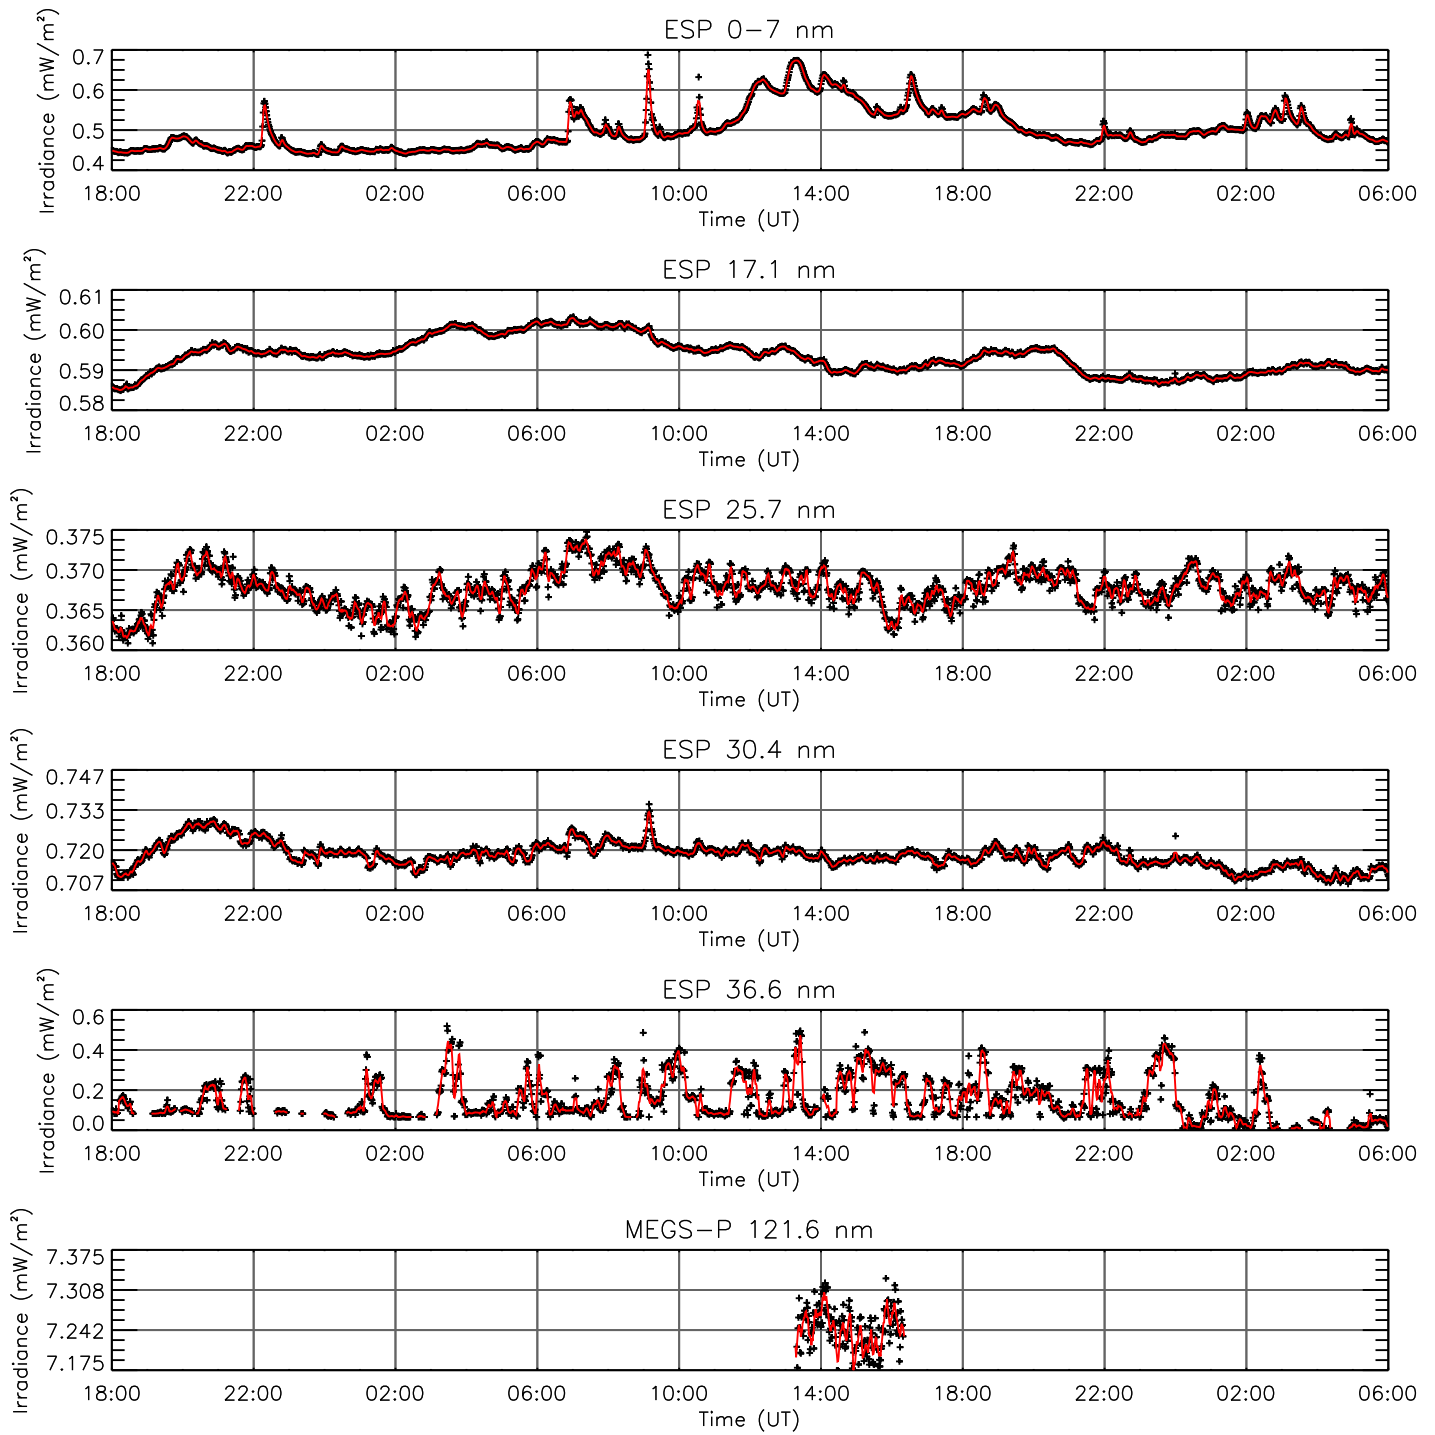 ESP 0-7 nm
Irradiance (mW/m²)
0.7
0.6
0.5
0.4
18:00 22:00 02:00 06:00 10:00 14:00 18:00 22:00 02:00 06:00
Time (UT)
ESP 17.1 nm
Irradiance (mW/m²)
0.61
0.60
0.59
0.58
18:00 22:00 02:00 06:00 10:00 14:00 18:00 22:00 02:00 06:00
Time (UT)
ESP 25.7 nm
Irradiance (mW/m²)
0.375
0.370
0.365
0.360
18:00 22:00 02:00 06:00 10:00 14:00 18:00 22:00 02:00 06:00
Time (UT)
ESP 30.4 nm
Irradiance (mW/m²)
0.747
0.733
0.720
0.707
18:00 22:00 02:00 06:00 10:00 14:00 18:00 22:00 02:00 06:00
Time (UT)
ESP 36.6 nm
Irradiance (mW/m²)
0.6
0.4
0.2
0.0
18:00 22:00 02:00 06:00 10:00 14:00 18:00 22:00 02:00 06:00
Time (UT)
MEGS-P 121.6 nm
Irradiance (mW/m²)
7.375
7.308
7.242
7.175
18:00 22:00 02:00 06:00 10:00 14:00 18:00 22:00 02:00 06:00
Time (UT)